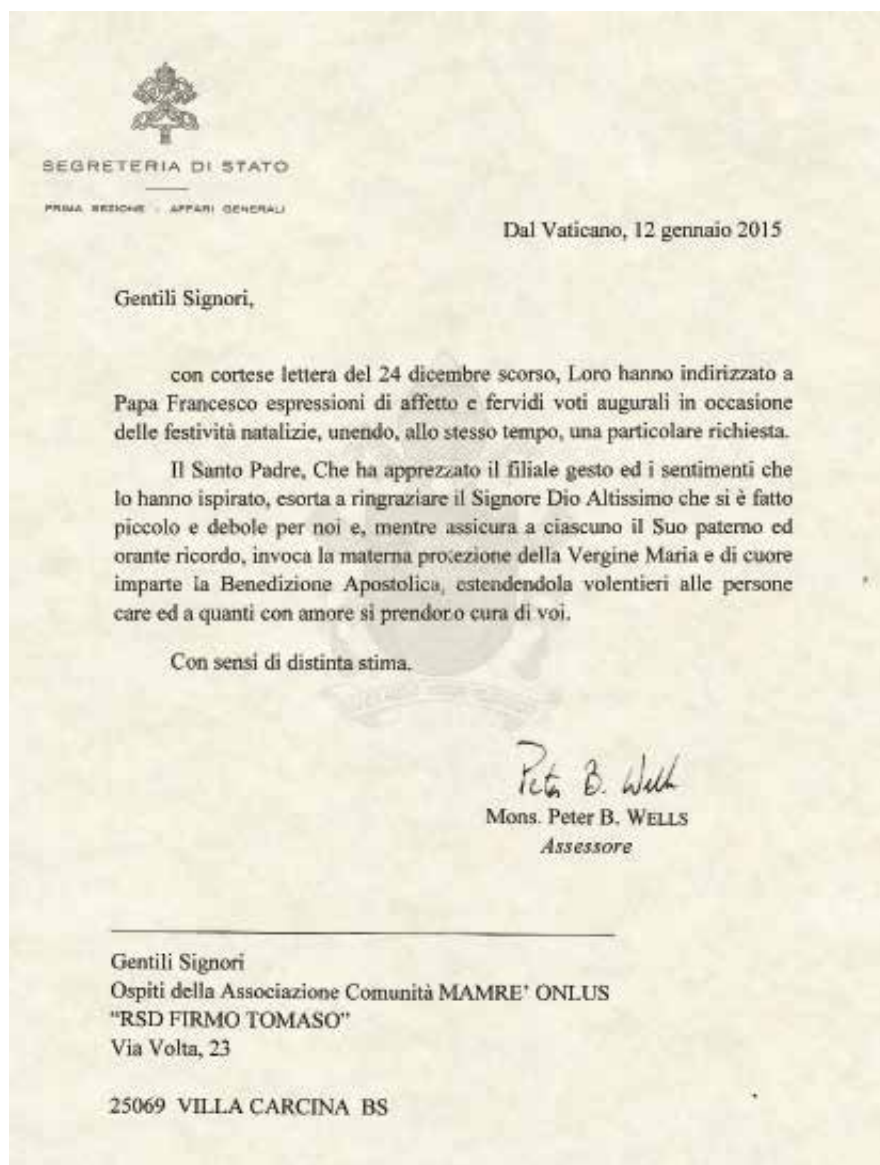 SEGRETERIA DI STATO
PRIMA SEZIONE - AFFARI GENERALI
Dal Vaticano, 12 gennaio 2015
Gentili Signori,
con cortese lettera del 24 dicembre scorso, Loro hanno indirizzato a
Papa Francesco espressioni di affetto e fervidi voti augurali in occasione
delle festività natalizie, unendo, allo stesso tempo, una particolare richiesta.
Il Santo Padre, Che ha apprezzato il filiale gesto ed i sentimenti che
lo hanno ispirato, esorta a ringraziare il Signore Dio Altissimo che si è fatto
piccolo e debole per noi e, mentre assicura a ciascuno il Suo paterno ed
orante ricordo, invoca la materna protezione della Vergine Maria e di cuore
imparte la Benedizione Apostolica, estendendola volentieri alle persone
care ed a quanti con amore si prendono cura di voi.
Con sensi di distinta stima.
Peter B. Wells
Mons. Peter B. WELLS
Assessore
Gentili Signori
Ospiti della Associazione Comunità MAMRE' ONLUS
"RSD FIRMO TOMASO"
Via Volta, 23
25069 VILLA CARCINA BS